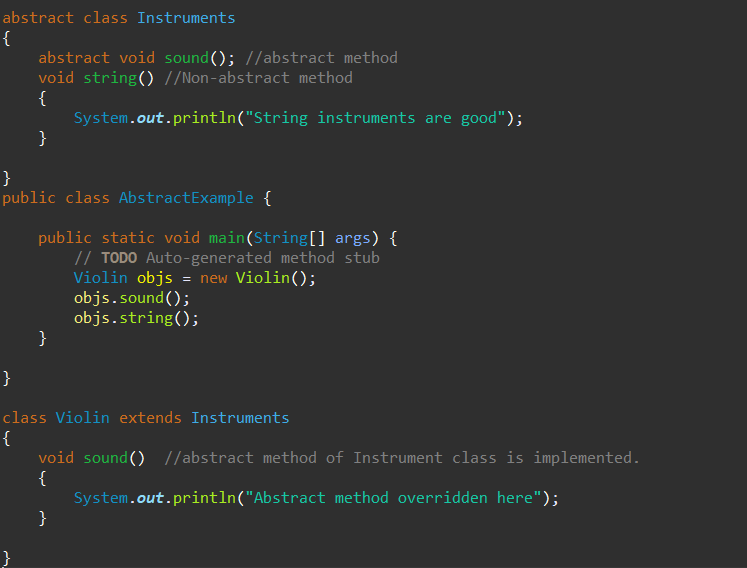 abstract class Instruments
{
    abstract void sound(); //abstract method
    void string() //Non-abstract method
    {
        System.out.println("String instruments are good");
    }
}
public class AbstractExample {
    public static void main(String[] args) {
        // TODO Auto-generated method stub
        Violin objs = new Violin();
        objs.sound();
        objs.string();
    }
}
class Violin extends Instruments
{
    void sound()  //abstract method of Instrument class is implemented.
    {
        System.out.println("Abstract method overridden here");
    }
}